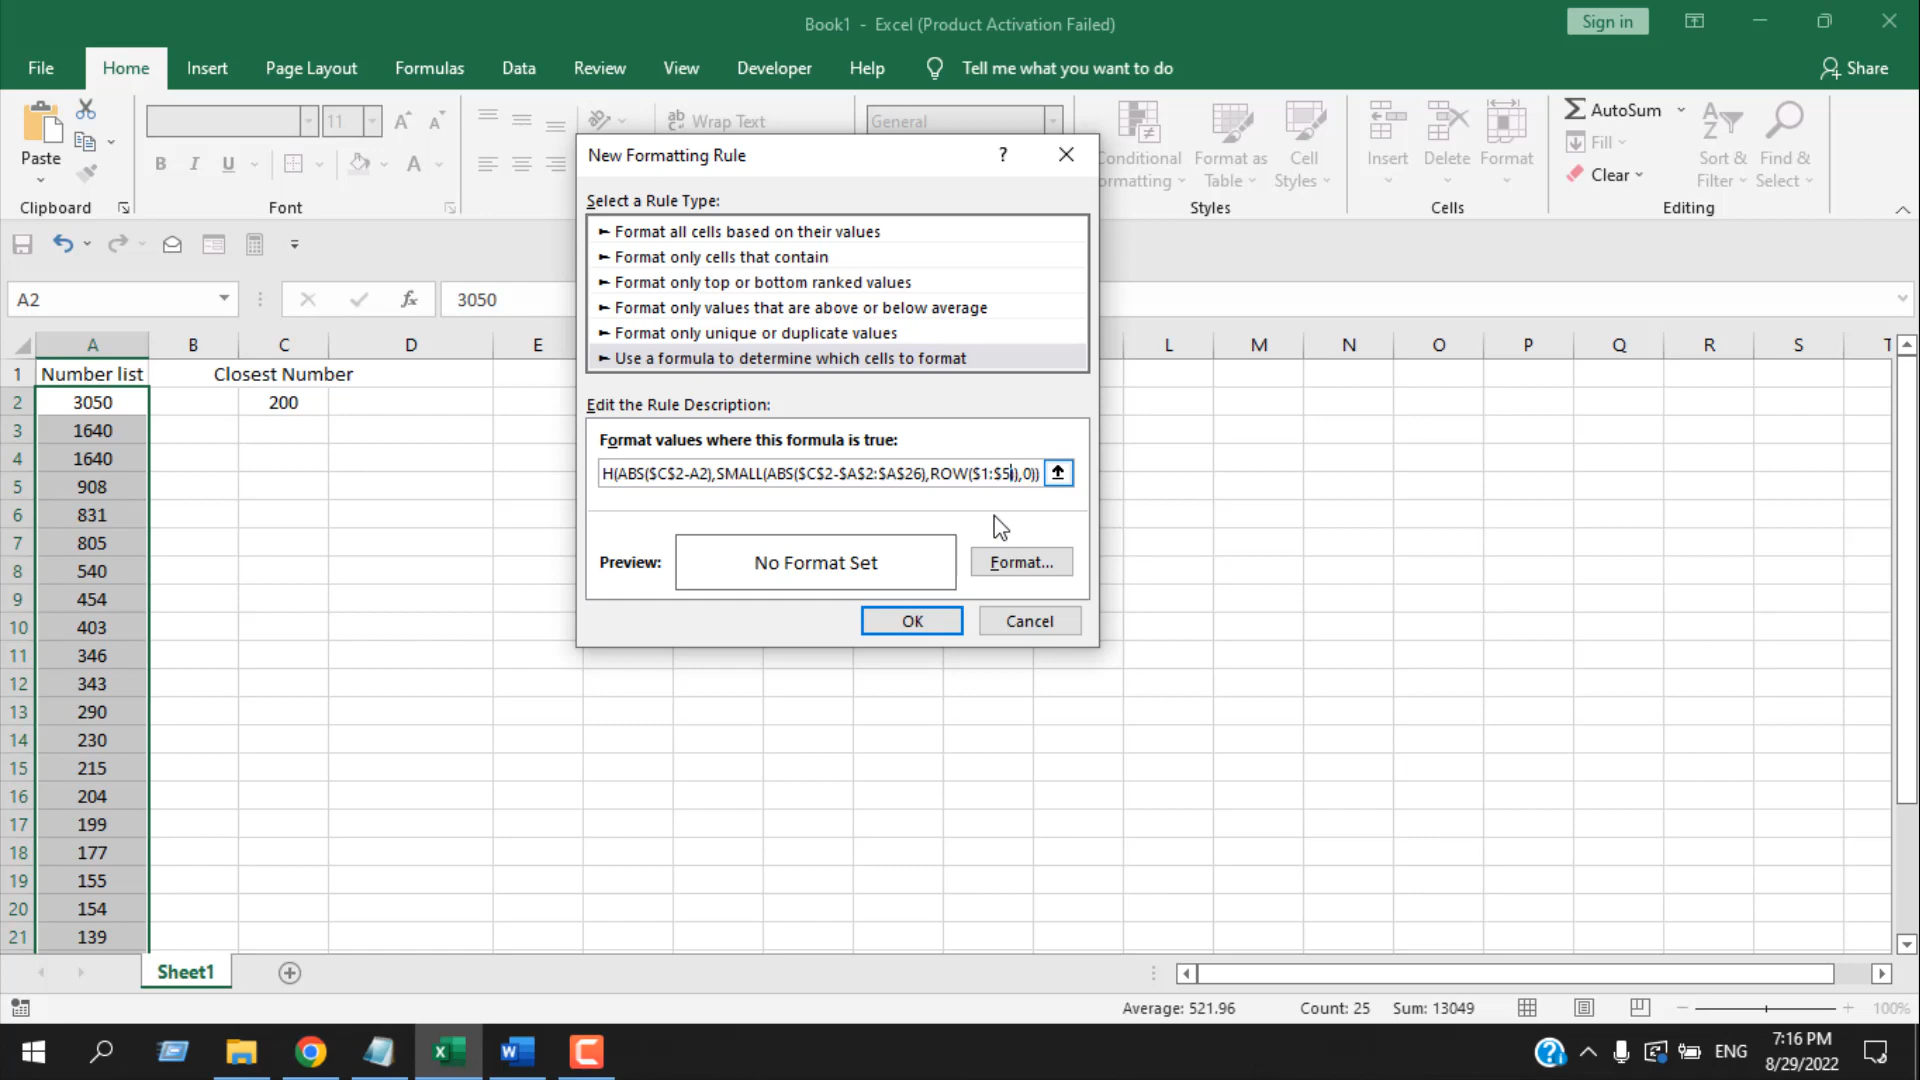 Book1 - Excel (Product Activation Failed)
Sign in
File Home Insert Page Layout Formulas Data Review View Developer Help Tell me what you want to do Share
Paste
Clipboard
11
B I U
A
Font
ab Wrap Text
General
Conditional Formatting
Format as Table
Cell Styles
Styles
Insert Delete Format
Cells
AutoSum
Fill
Clear
Sort & Filter
Find & Select
Editing
A2
fx
3050
New Formatting Rule
?
Select a Rule Type:
► Format all cells based on their values
► Format only cells that contain
► Format only top or bottom ranked values
► Format only values that are above or below average
► Format only unique or duplicate values
► Use a formula to determine which cells to format
Edit the Rule Description:
Format values where this formula is true:
H(ABS($C$2-A2),SMALL(ABS($C$2-$A$2:$A$26),ROW($1:$5)),0))
Preview:
No Format Set
Format...
OK Cancel
A B C D E L M N O P Q R S T
1 Number list Closest Number
2 3050 200
3 1640
4 1640
5 908
6 831
7 805
8 540
9 454
10 403
11 346
12 343
13 290
14 230
15 215
16 204
17 199
18 177
19 155
20 154
21 139
Sheet1
Average: 521.96 Count: 25 Sum: 13049 100%
ENG
7:16 PM
8/29/2022